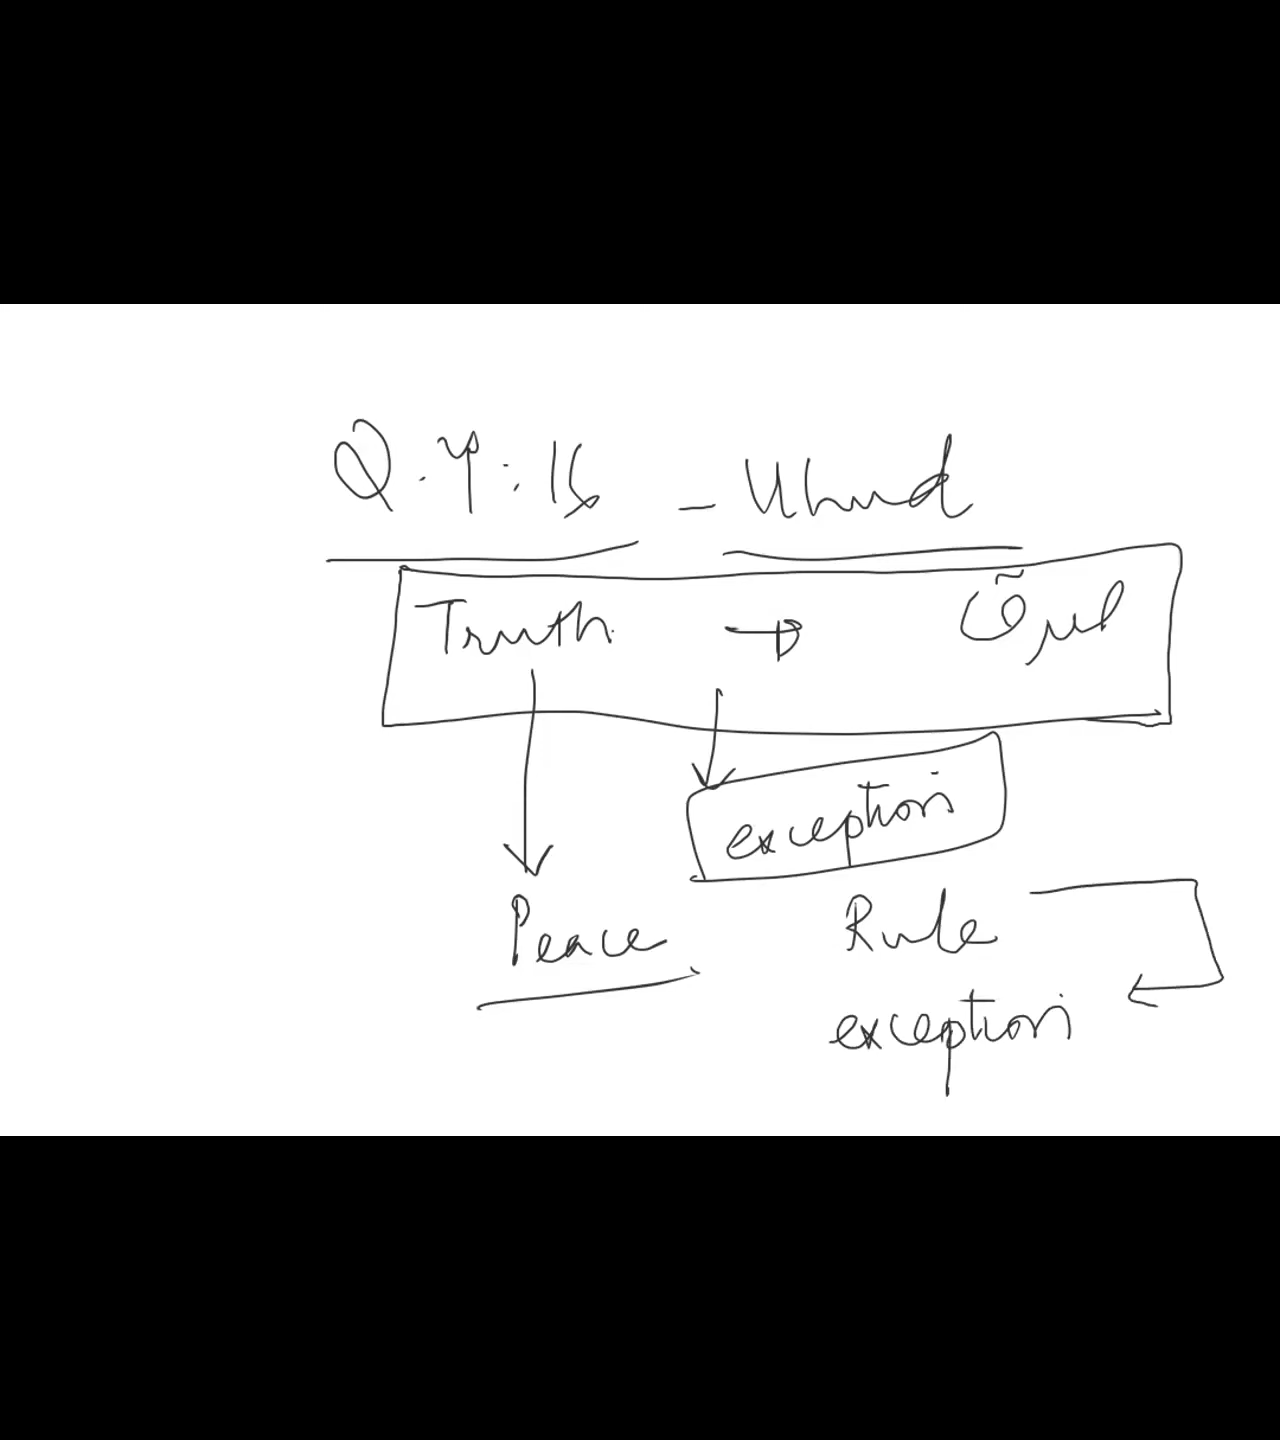 - Uhud
Truth →
exception
Peace Rule
exception